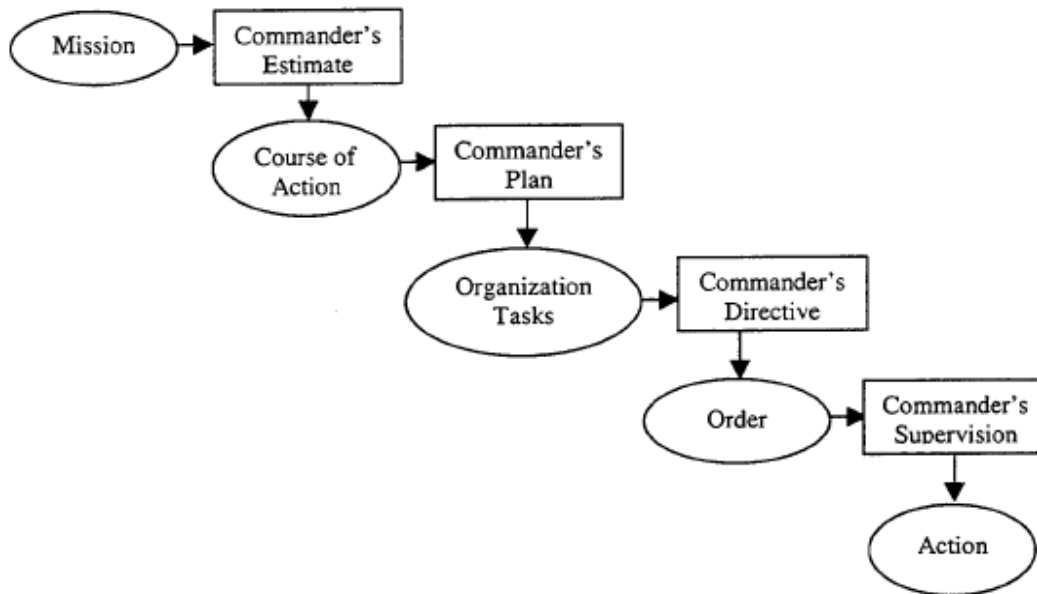 Mission
Commander's
Estimate
Course of
Action
Commander's
Plan
Organization
Tasks
Commander's
Directive
Order
Commander's
Supervision
Action